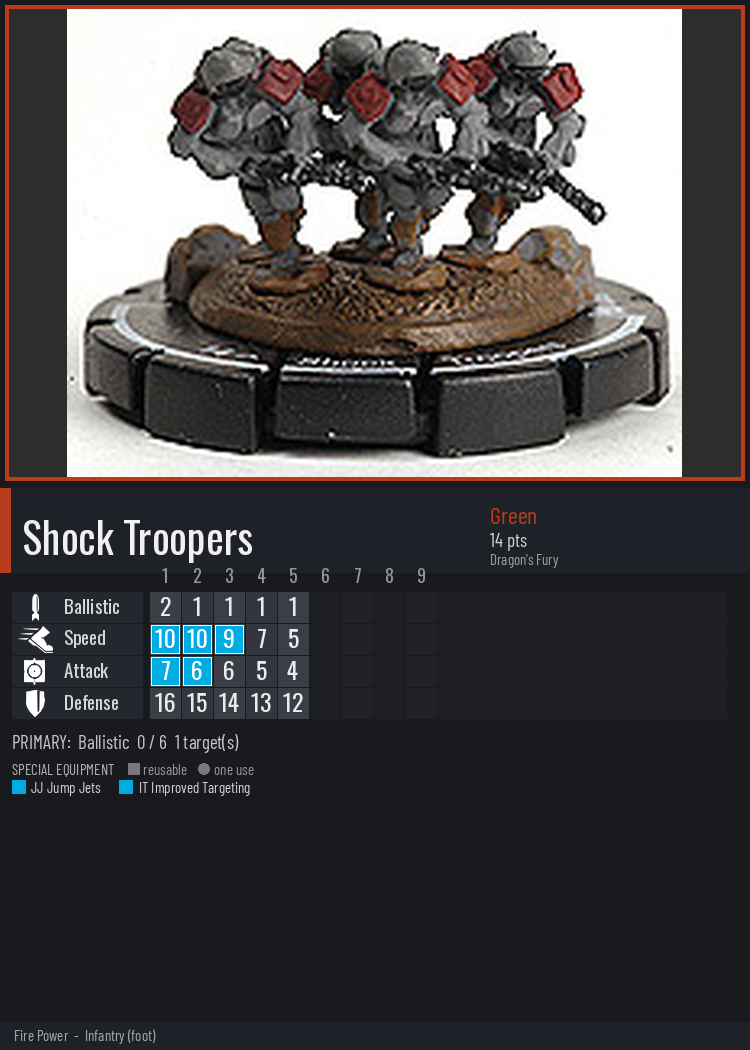 Shock Troopers
Green
14 pts
Dragon's Fury
1 2 3 4 5 6 7 8 9
Ballistic 2 1 1 1 1
Speed 10 10 9 7 5
Attack 7 6 6 5 4
Defense 16 15 14 13 12
PRIMARY: Ballistic 0 / 6 1 target(s)
SPECIAL EQUIPMENT reusable one use
JJ Jump Jets IT Improved Targeting
Fire Power - Infantry (foot)